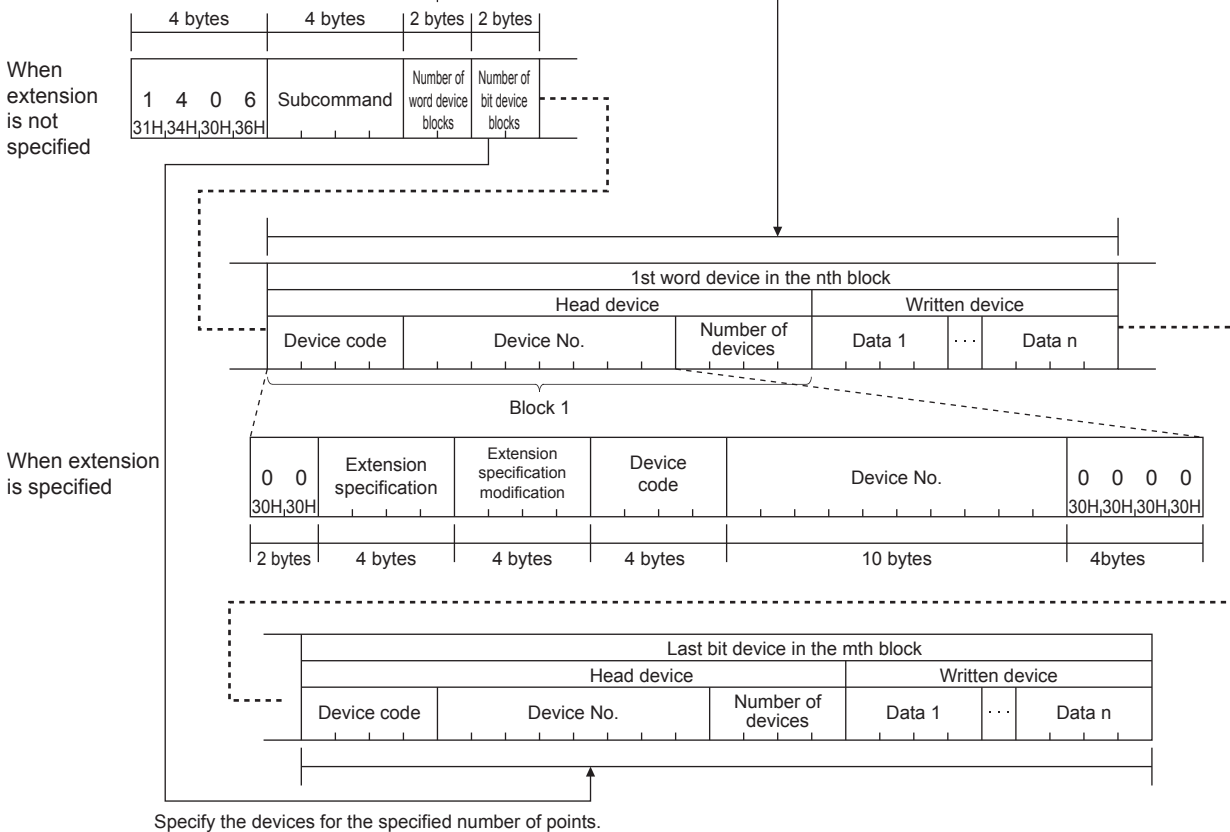 4 bytes 4 bytes 2 bytes 2 bytes
When
extension
is not
specified
1 4 0 6
31H,34H,30H,36H
Subcommand
Number of
word device
blocks
Number of
bit device
blocks
1st word device in the nth block
Head device Written device
Device code Device No. Number of
devices
Data 1 ··· Data n
Block 1
When extension
is specified
0 0
30H,30H
Extension
specification
Extension
specification
modification
Device
code
Device No.
0 0 0 0
30H,30H,30H,30H
2 bytes 4 bytes 4 bytes 4 bytes 10 bytes 4bytes
Last bit device in the mth block
Head device Written device
Device code Device No. Number of
devices
Data 1 ··· Data n
Specify the devices for the specified number of points.